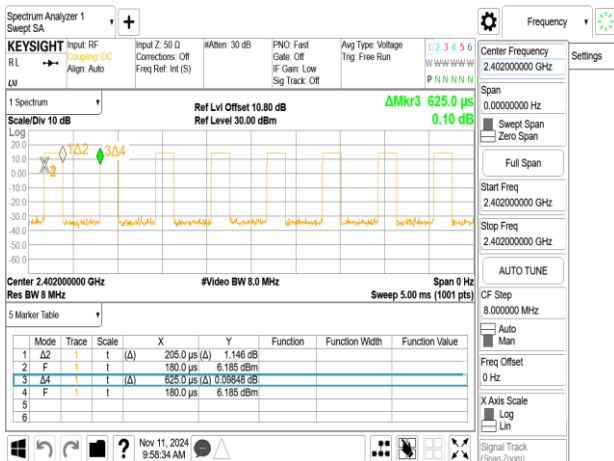 Spectrum Analyzer 1
Swept SA
Frequency
KEYSIGHT
Input: RF
Coupling: DC
Align: Auto
Input Z: 50 Ω
Corrections: Off
Freq Ref: Int (S)
#Atten: 30 dB
PNO: Fast
Gate: Off
IF Gain: Low
Sig Track: Off
Avg Type: Voltage
Trig: Free Run
1 2 3 4 5 6
W W W W W W
P N N N N N
RL
LXI
1 Spectrum
Scale/Div 10 dB
Ref Lvl Offset 10.80 dB
Ref Level 30.00 dBm
ΔMkr3 625.0 µs
0.10 dB
Log
20.0
10.0
0.00
-10.0
-20.0
-30.0
-40.0
-50.0
-60.0
1Δ2
3Δ4
Center 2.402000000 GHz
Res BW 8 MHz
#Video BW 8.0 MHz
Span 0 Hz
Sweep 5.00 ms (1001 pts)
5 Marker Table
Mode Trace Scale X Y Function Function Width Function Value
1 Δ2 1 t (Δ) 205.0 µs (Δ) 1.146 dB
2 F 1 t 180.0 µs 6.185 dBm
3 Δ4 1 t (Δ) 625.0 µs (Δ) 0.09848 dB
4 F 1 t 180.0 µs 6.185 dBm
5
6
Nov 11, 2024
9:58:34 AM
Center Frequency
2.402000000 GHz
Settings
Span
0.00000000 Hz
Swept Span
Zero Span
Full Span
Start Freq
2.402000000 GHz
Stop Freq
2.402000000 GHz
AUTO TUNE
CF Step
8.000000 MHz
Auto
Man
Freq Offset
0 Hz
X Axis Scale
Log
Lin
Signal Track
(Span Zoom)